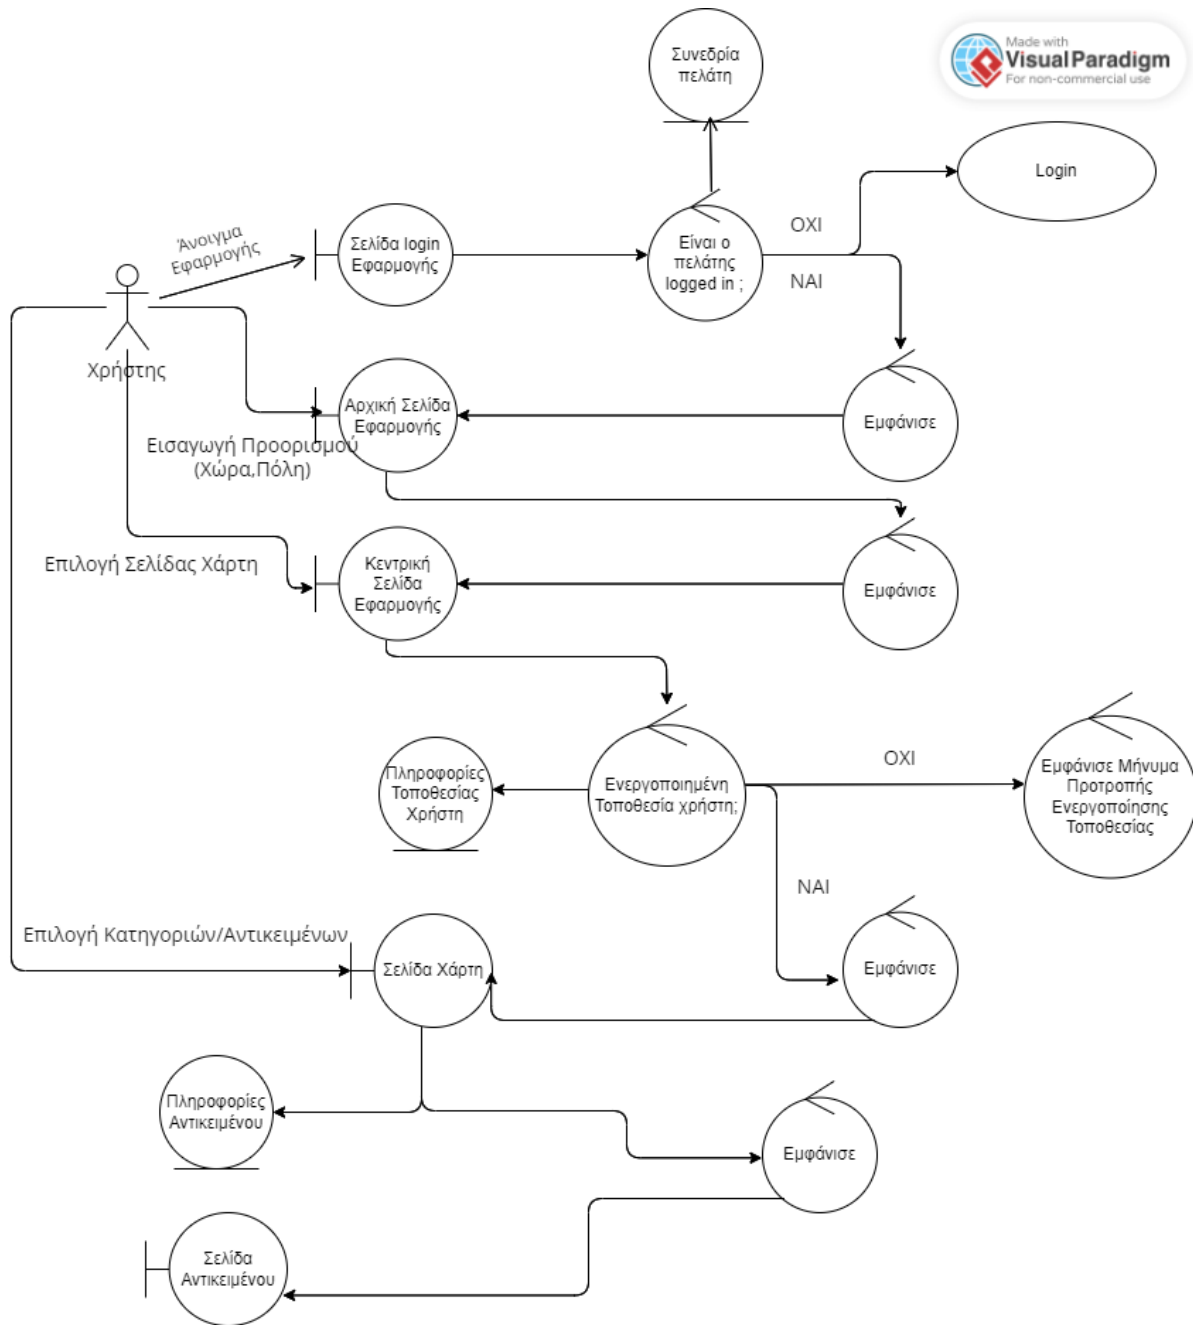 Συνεδρία
πελάτη
Made with
Visual Paradigm
For non-commercial use
Login
Άνοιγμα
Εφαρμογής
Σελίδα login
Εφαρμογής
Είναι ο
πελάτης
logged in ;
ΟΧΙ
ΝΑΙ
Χρήστης
Αρχική Σελίδα
Εφαρμογής
Εμφάνισε
Εισαγωγή Προορισμού
(Χώρα,Πόλη)
Επιλογή Σελίδας Χάρτη
Κεντρική
Σελίδα
Εφαρμογής
Εμφάνισε
Πληροφορίες
Τοποθεσίας
Χρήστη
Ενεργοποιημένη
Τοποθεσία χρήστη;
ΟΧΙ
Εμφάνισε Μήνυμα
Προτροπής
Ενεργοποίησης
Τοποθεσίας
ΝΑΙ
Επιλογή Κατηγοριών/Αντικειμένων
Σελίδα Χάρτη
Εμφάνισε
Πληροφορίες
Αντικειμένου
Εμφάνισε
Σελίδα
Αντικειμένου